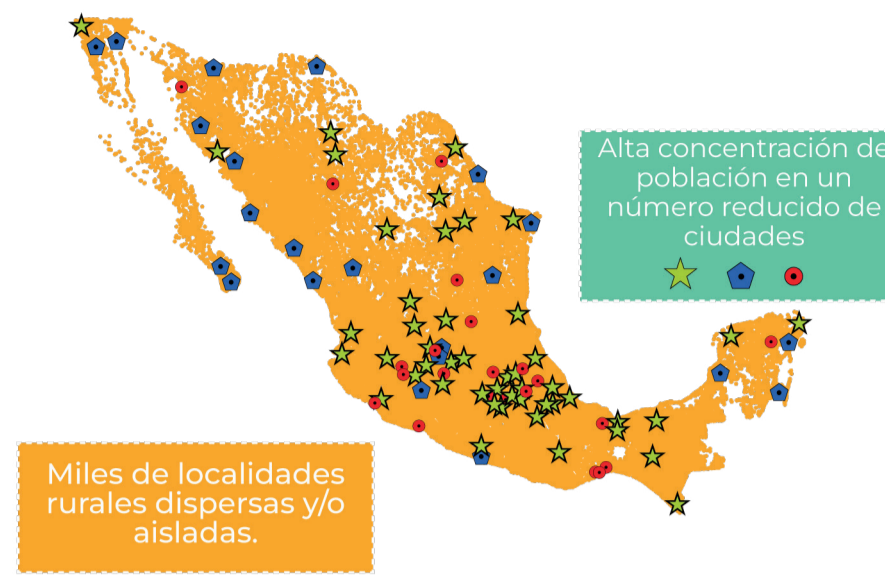 Alta concentración de
población en un
número reducido de
ciudades
Miles de localidades
rurales dispersas y/o
aisladas.